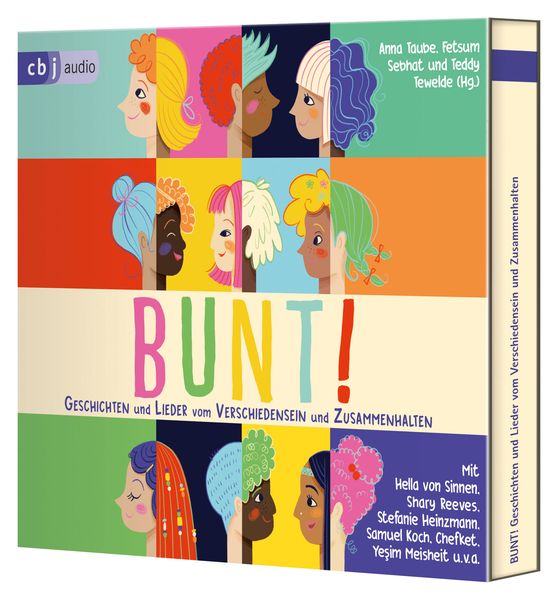 cbj audio
Anna Taube, Fetsum
Sebhat und Teddy
Tewelde (Hg.)
BUNT!
GESCHICHTEN und LIEDER vom VERSCHIEDENSEIN und ZUSAMMENHALTEN
Mit
Hella von Sinnen,
Shary Reeves,
Stefanie Heinzmann,
Samuel Koch, Chefket,
Yeşim Meisheit u.v.a.
BUNT! Geschichten und Lieder vom Verschiedensein und Zusammenhalten